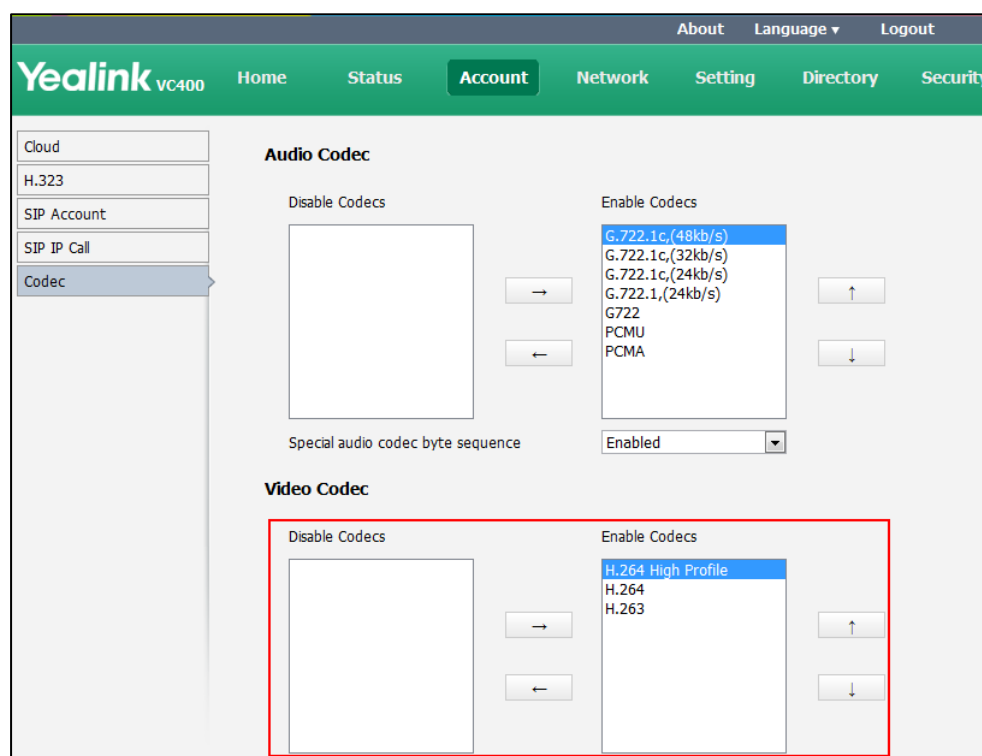 About Language ▾ Logout
Yealink VC400 Home Status Account Network Setting Directory Security
Cloud
H.323
SIP Account
SIP IP Call
Codec
Audio Codec
Disable Codecs Enable Codecs
G.722.1c,(48kb/s)
G.722.1c,(32kb/s)
G.722.1c,(24kb/s)
G.722.1,(24kb/s)
G722
PCMU
PCMA
→
←
↑
↓
Special audio codec byte sequence Enabled
Video Codec
Disable Codecs Enable Codecs
H.264 High Profile
H.264
H.263
→
←
↑
↓